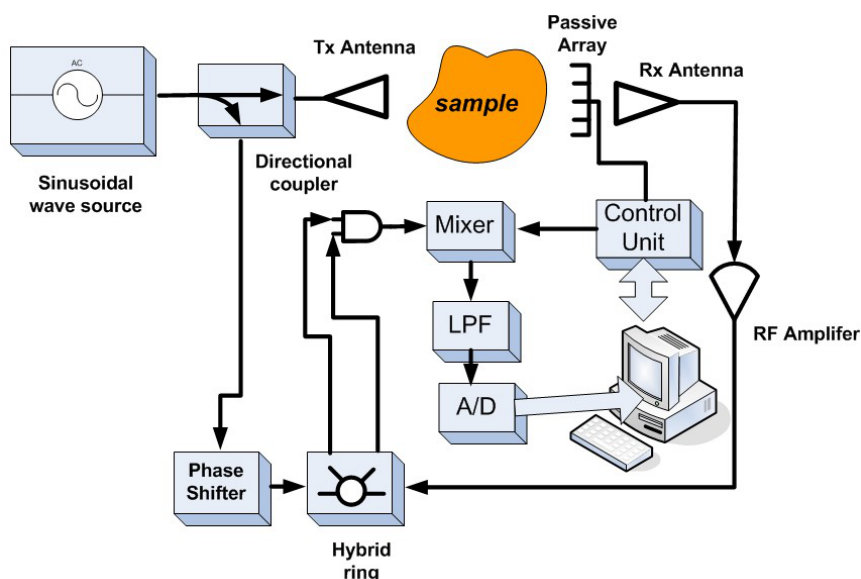 AC
Sinusoidal
wave source
Directional
coupler
Tx Antenna
sample
Passive
Array
Rx Antenna
Mixer
Control
Unit
LPF
A/D
RF Amplifer
Phase
Shifter
Hybrid
ring